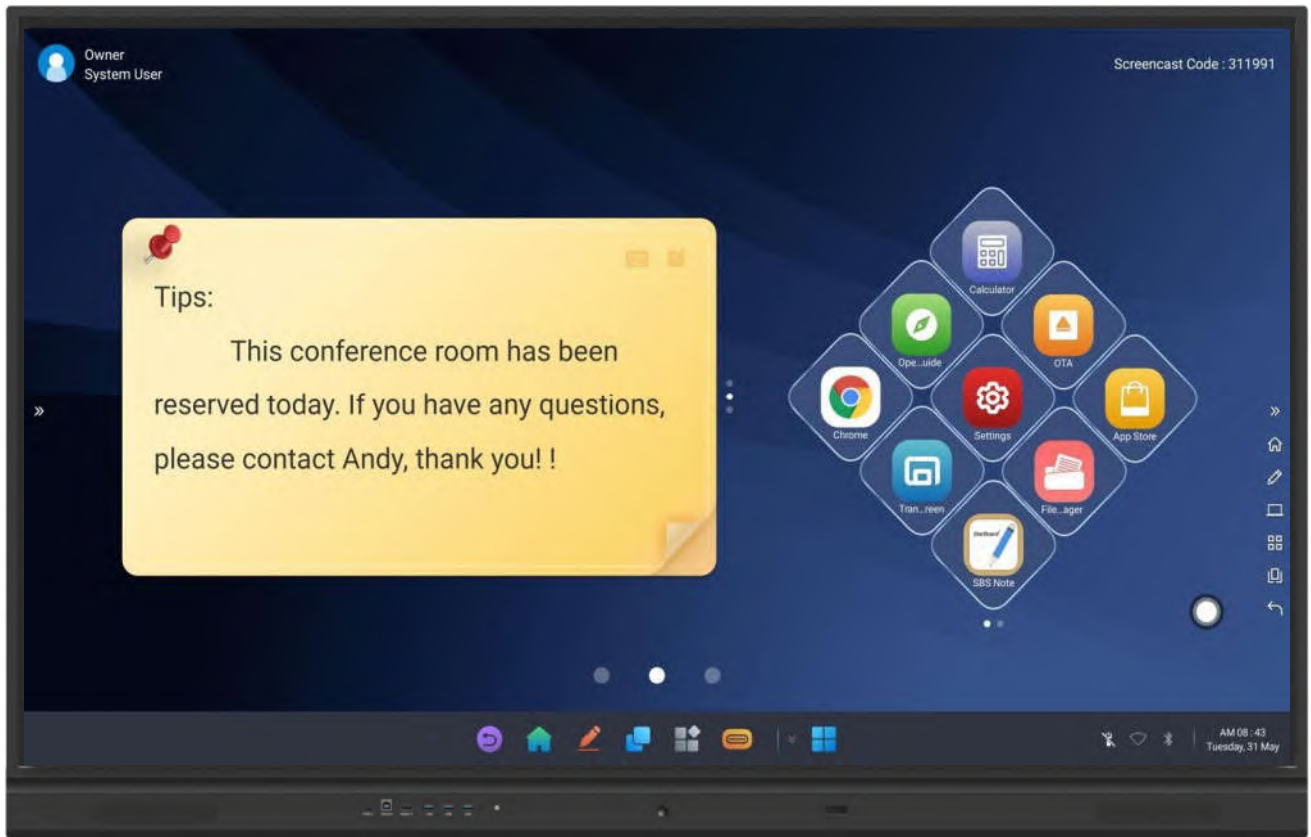 Owner
System User
Screencast Code : 311991
Tips:
This conference room has been
reserved today. If you have any questions,
please contact Andy, thank you! !
Calculator
Ope...uide
OTA
Chrome
Settings
App Store
Tran...reen
File...ager
SBS Note
AM 08 : 43
Tuesday, 31 May